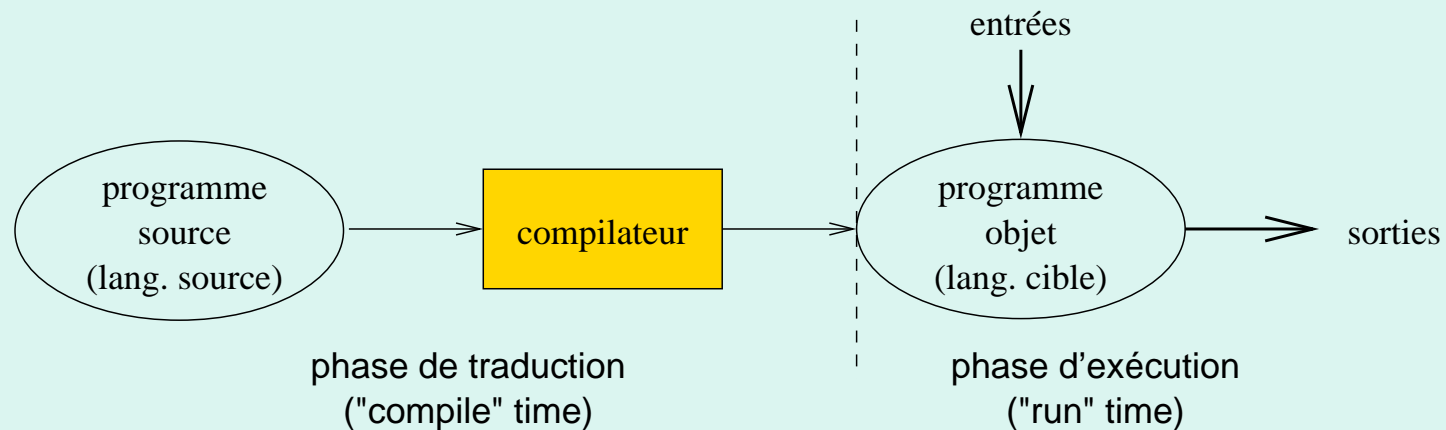 entrées
programme
source
(lang. source)
compilateur
programme
objet
(lang. cible)
sorties
phase de traduction
("compile" time)
phase d'exécution
("run" time)